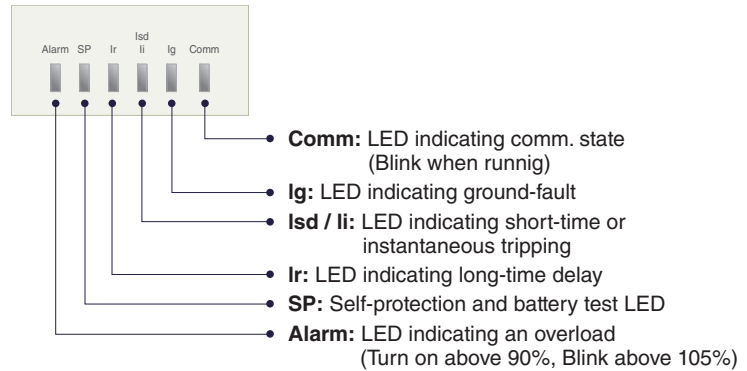 Isd
Alarm SP Ir Ii Ig Comm
Comm: LED indicating comm. state
(Blink when runnig)
Ig: LED indicating ground-fault
Isd / Ii: LED indicating short-time or
instantaneous tripping
Ir: LED indicating long-time delay
SP: Self-protection and battery test LED
Alarm: LED indicating an overload
(Turn on above 90%, Blink above 105%)